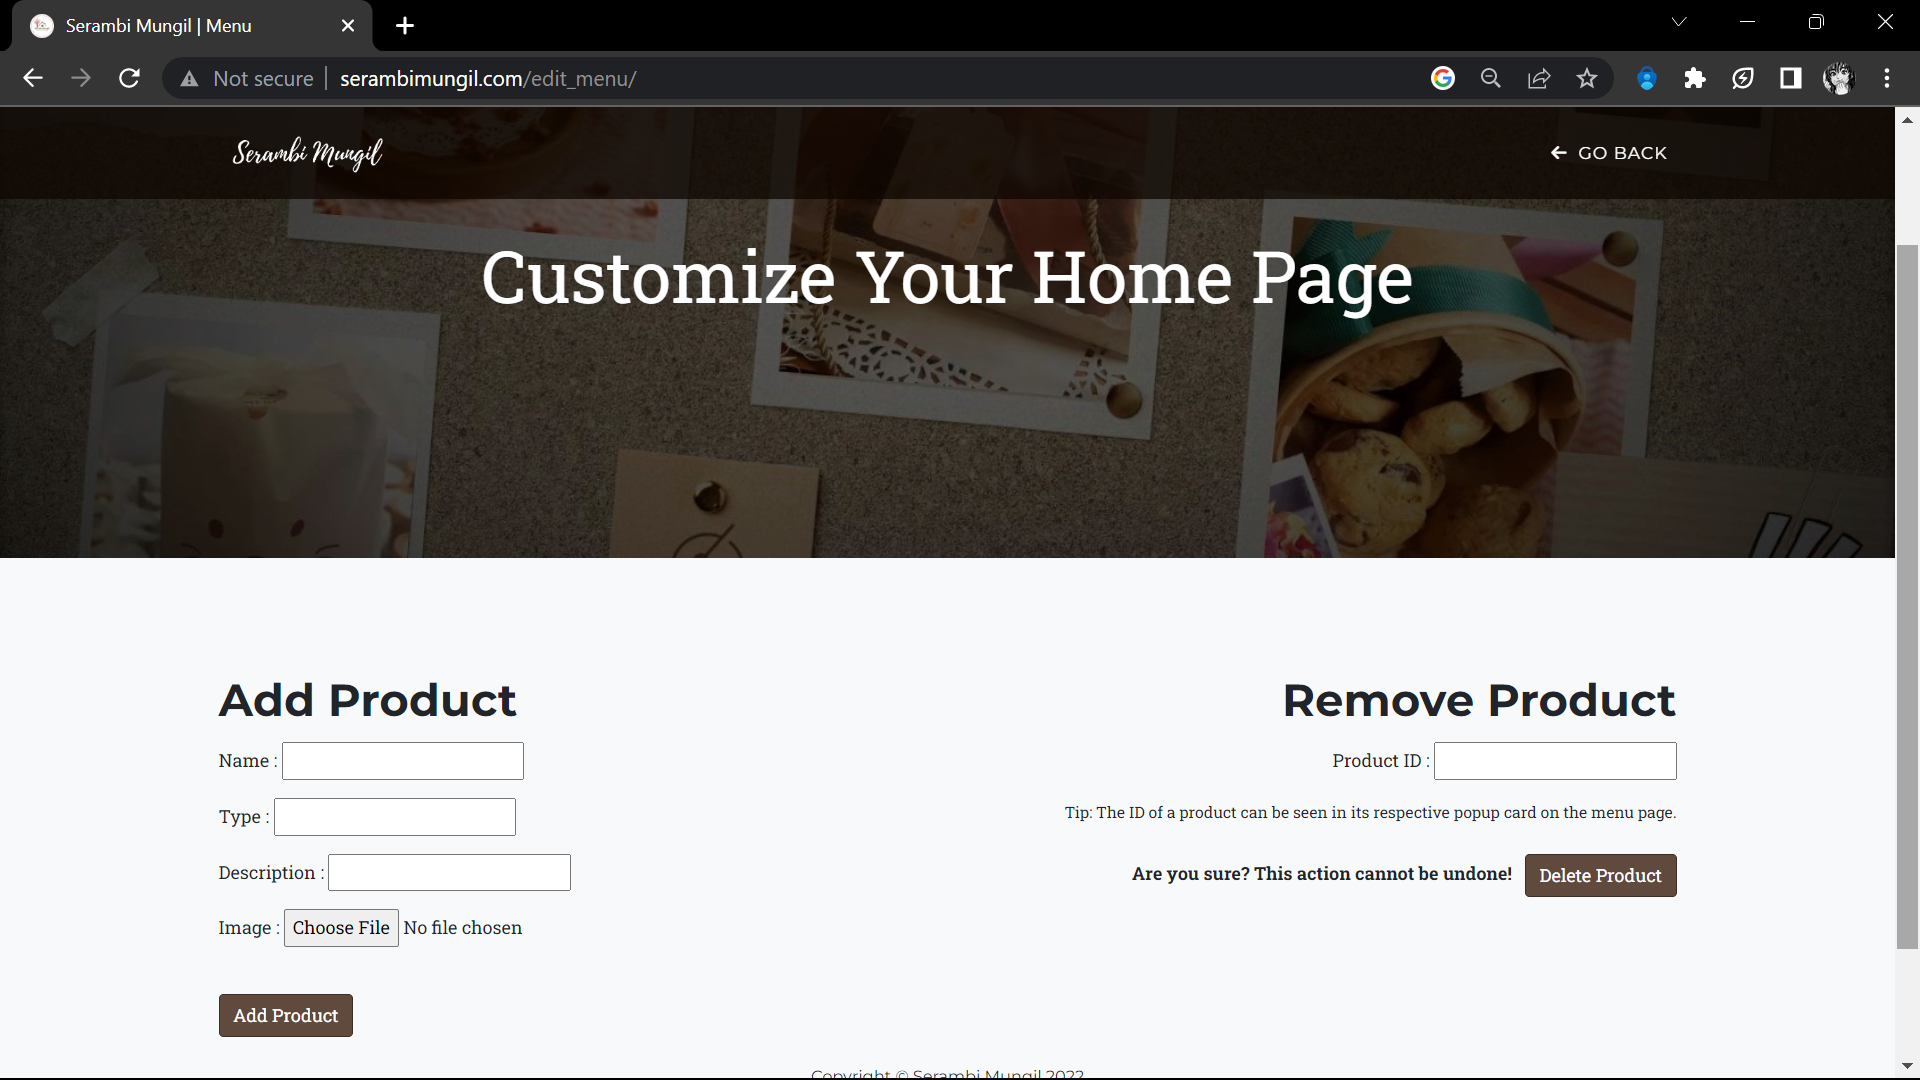 Serambi Mungil | Menu
Not secure
serambimungil.com/edit_menu/
Serambi Mungil
GO BACK
Customize Your Home Page
Add Product
Name :
Type :
Description :
Image : Choose File No file chosen
Add Product
Remove Product
Product ID :
Tip: The ID of a product can be seen in its respective popup card on the menu page.
Are you sure? This action cannot be undone! Delete Product
Copyright © Serambi Mungil 2022